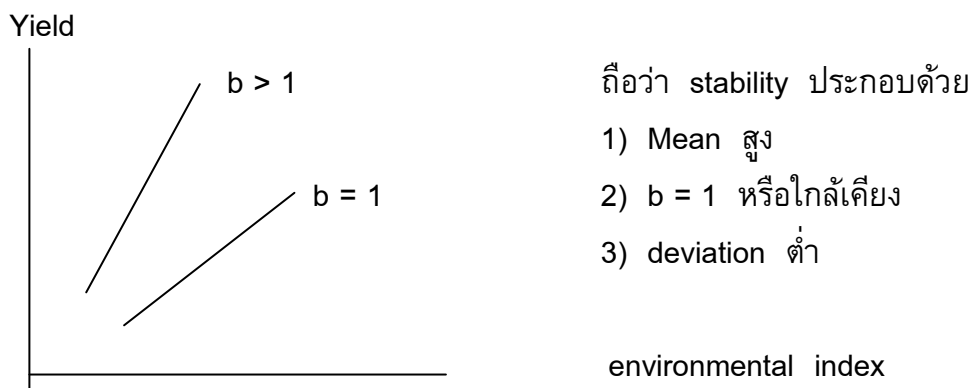 Yield
b > 1
b = 1
ถือว่า stability ประกอบด้วย
1) Mean สูง
2) b = 1 หรือใกล้เคียง
3) deviation ต่ำ
environmental index